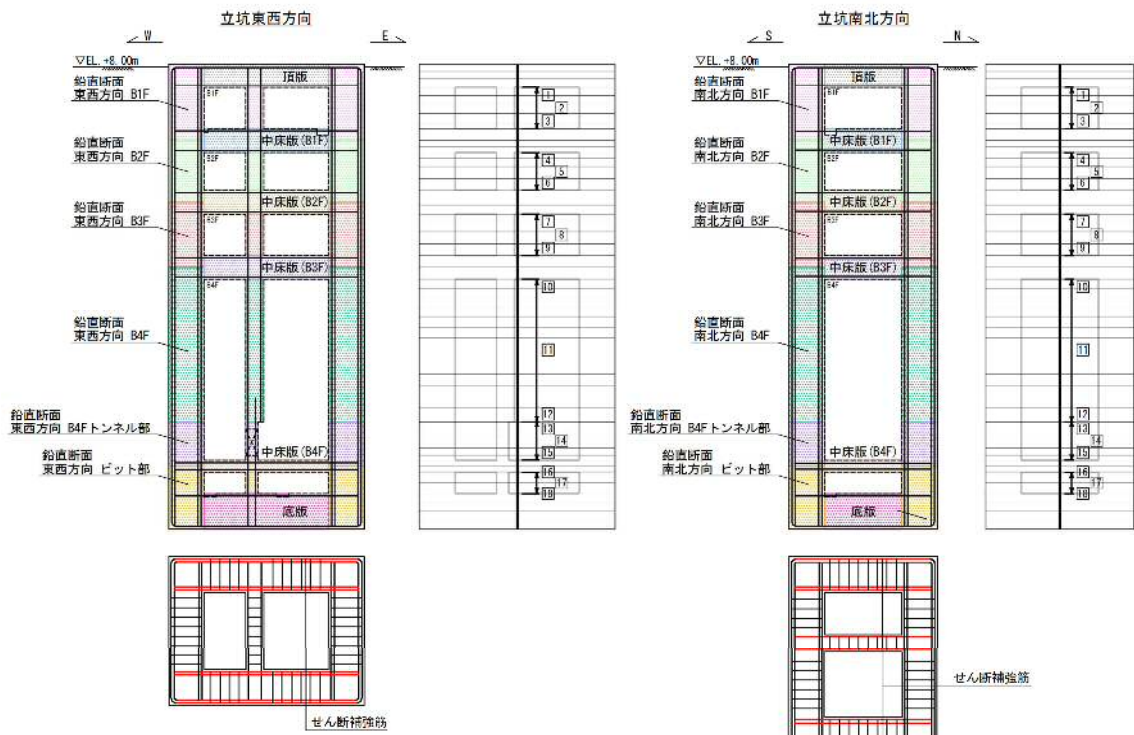 立坑東西方向
W
E
▽EL. +8.00m
頂版
鉛直断面
東西方向 B1F
B1F
中床版(B1F)
鉛直断面
東西方向 B2F
B2F
中床版(B2F)
鉛直断面
東西方向 B3F
B3F
中床版(B3F)
B4F
鉛直断面
東西方向 B4F
鉛直断面
東西方向 B4Fトンネル部
中床版(B4F)
鉛直断面
東西方向 ピット部
底版
1
2
3
4
5
6
7
8
9
10
11
12
13
14
15
16
17
18
せん断補強筋
立坑南北方向
S
N
▽EL. +8.00m
頂版
鉛直断面
南北方向 B1F
B1F
中床版(B1F)
鉛直断面
南北方向 B2F
B2F
中床版(B2F)
鉛直断面
南北方向 B3F
B3F
中床版(B3F)
B4F
鉛直断面
南北方向 B4F
鉛直断面
南北方向 B4Fトンネル部
中床版(B4F)
鉛直断面
南北方向 ピット部
底版
1
2
3
4
5
6
7
8
9
10
11
12
13
14
15
16
17
18
せん断補強筋